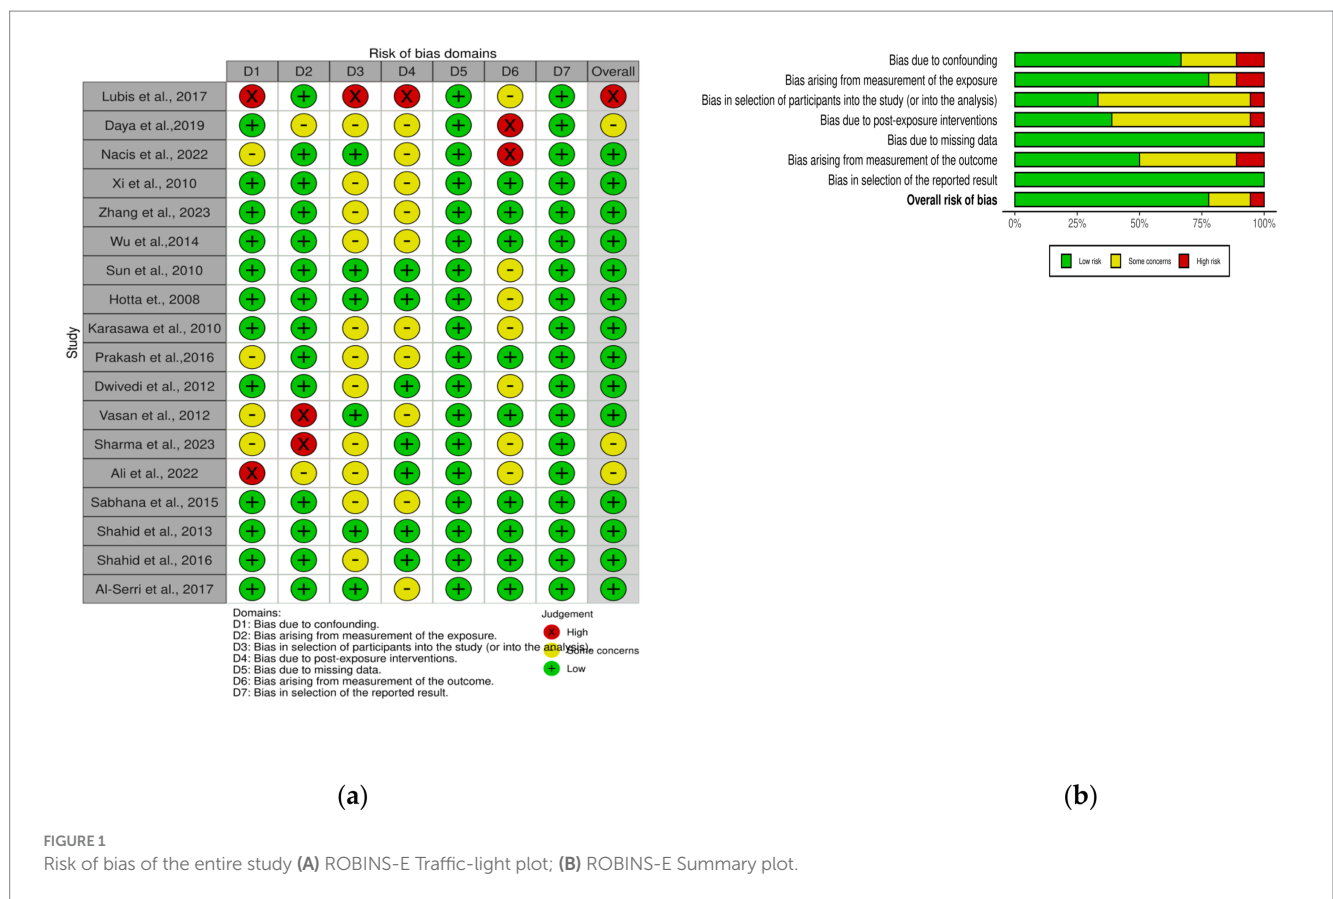 Risk of bias domains
D1 D2 D3 D4 D5 D6 D7 Overall
Study
Lubis et al., 2017 X + X X + - + X
Daya et al.,2019 + - - - + X + -
Nacis et al., 2022 - + + - + X + +
Xi et al., 2010 + + - - + + + +
Zhang et al., 2023 + + - - + + + +
Wu et al.,2014 + + - - + + + +
Sun et al., 2010 + + + + + - + +
Hotta et., 2008 + + + + + - + +
Karasawa et al., 2010 + + - - + - + +
Prakash et al.,2016 - + - - + + + +
Dwivedi et al., 2012 + + - + + - + +
Vasan et al., 2012 - X + - + + + +
Sharma et al., 2023 - X - + + - + -
Ali et al., 2022 X - - + + - + -
Sabhana et al., 2015 + + - - + + + +
Shahid et al., 2013 + + + + + + + +
Shahid et al., 2016 + + - + + + + +
Al-Serri et al., 2017 + + + - + + + +
Domains:
D1: Bias due to confounding.
D2: Bias arising from measurement of the exposure.
D3: Bias in selection of participants into the study (or into the analysis).
D4: Bias due to post-exposure interventions.
D5: Bias due to missing data.
D6: Bias arising from measurement of the outcome.
D7: Bias in selection of the reported result.
Judgement
X High
- Some concerns
+ Low
(a)
Bias due to confounding
Bias arising from measurement of the exposure
Bias in selection of participants into the study (or into the analysis)
Bias due to post-exposure interventions
Bias due to missing data
Bias arising from measurement of the outcome
Bias in selection of the reported result
Overall risk of bias
0% 25% 50% 75% 100%
Low risk Some concerns High risk
(b)
FIGURE 1
Risk of bias of the entire study (A) ROBINS-E Traffic-light plot; (B) ROBINS-E Summary plot.